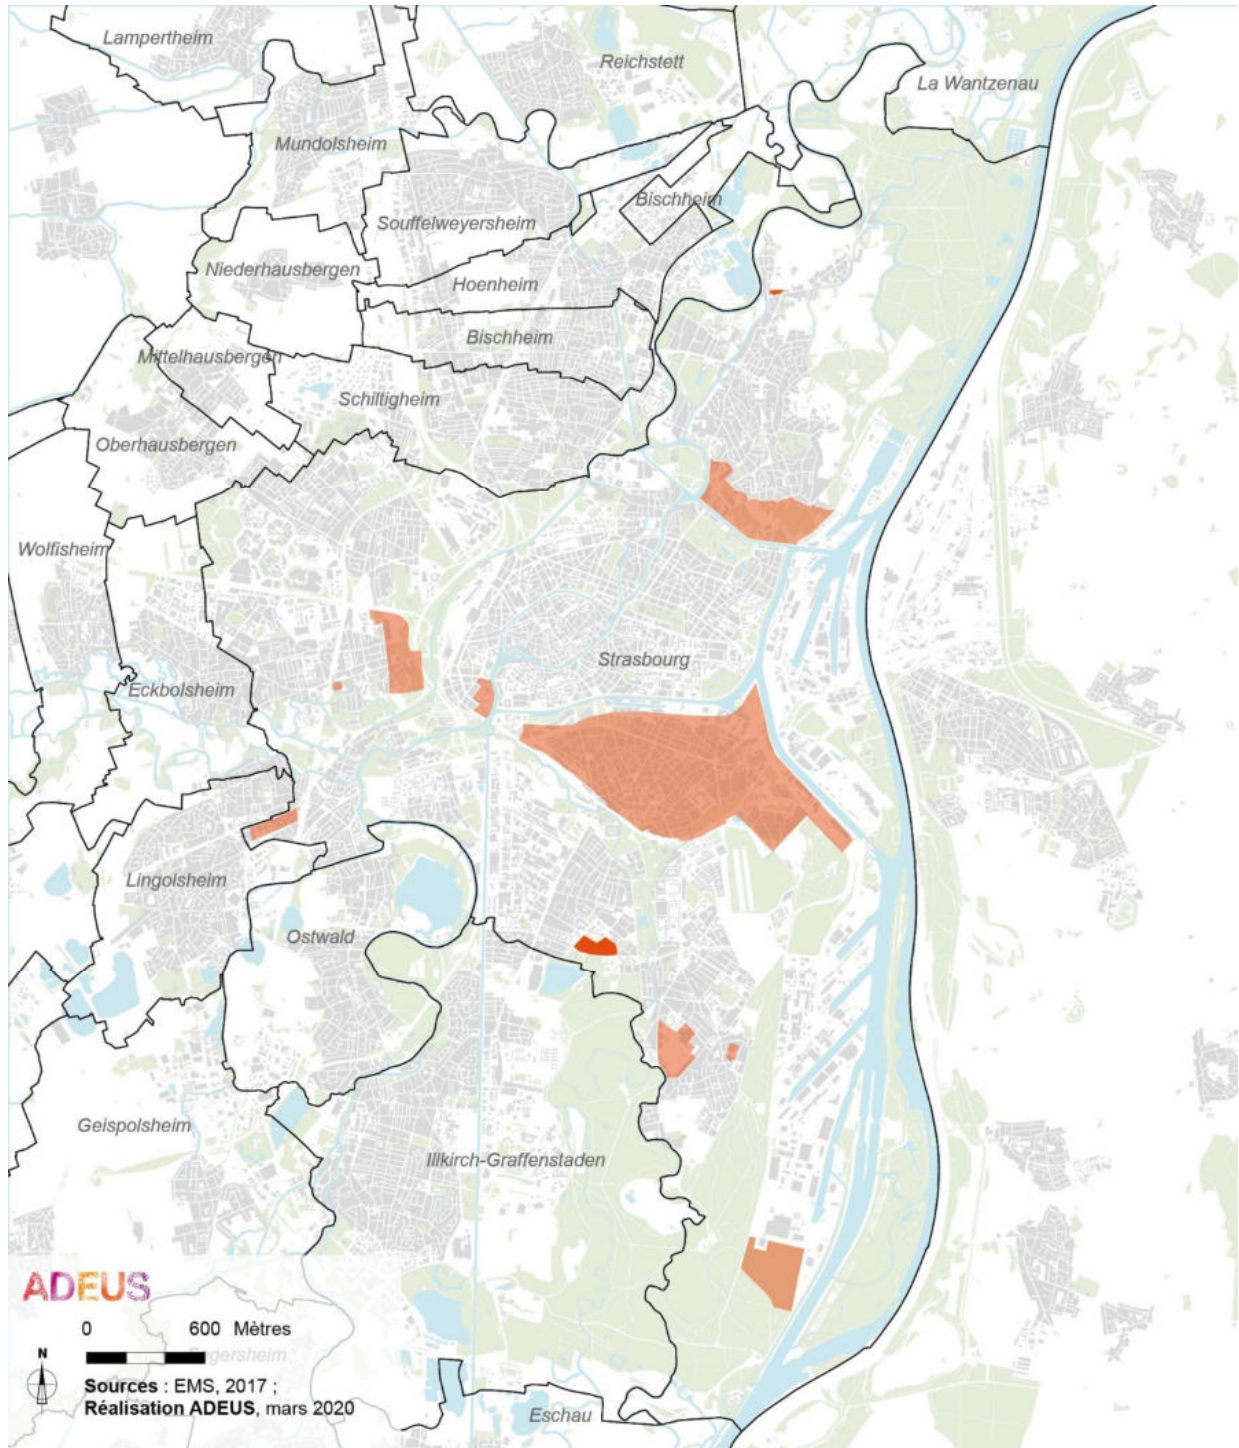 Lampertheim
Reichstett
La Wantzenau
Mundolsheim
Bischheim
Souffelweyersheim
Niederhausbergen
Hoenheim
Bischheim
Mittelhausbergen
Schiltigheim
Oberhausbergen
Wolfisheim
Strasbourg
Eckbolsheim
Lingolsheim
Ostwald
Geispolsheim
Illkirch-Graffenstaden
ADEUS
0 600 Mètres
N
Sources : EMS, 2017 ;
Réalisation ADEUS, mars 2020
Eschau